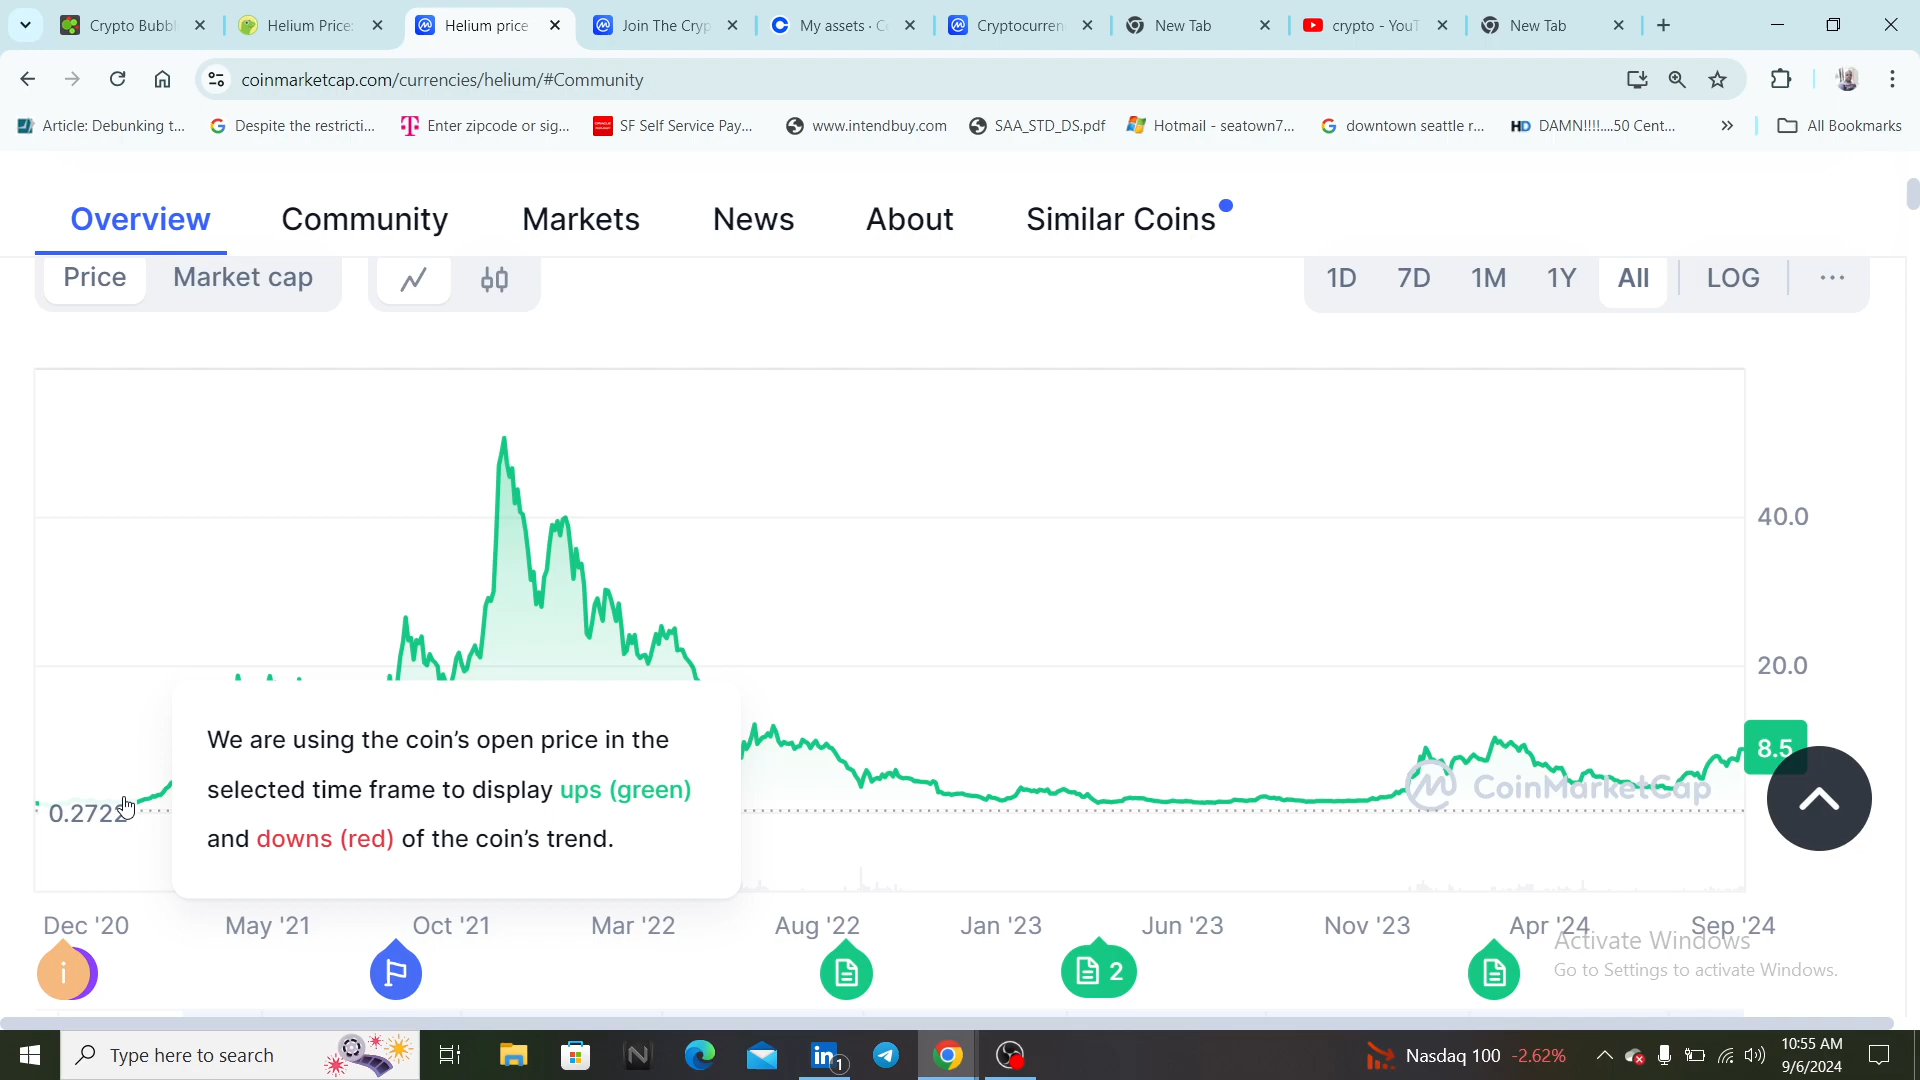 Crypto Bubbl
Helium Price:
Helium price
Join The Cryp
My assets · C
Cryptocurren
New Tab
crypto - YouT
New Tab
coinmarketcap.com/currencies/helium/#Community
Article: Debunking t...
Despite the restricti...
Enter zipcode or sig...
SF Self Service Pay...
www.intendbuy.com
SAA_STD_DS.pdf
Hotmail - seatown7...
downtown seattle r...
HD DAMN!!!!....50 Cent...
All Bookmarks
Overview
Community
Markets
News
About
Similar Coins
Price
Market cap
1D
7D
1M
1Y
All
LOG
40.0
20.0
8.5
0.2722
We are using the coin's open price in the
selected time frame to display ups (green)
and downs (red) of the coin's trend.
CoinMarketCap
Dec '20
May '21
Oct '21
Mar '22
Aug '22
Jan '23
Jun '23
Nov '23
Apr '24
Sep '24
i
2
Activate Windows
Go to Settings to activate Windows.
Type here to search
1
Nasdaq 100 -2.62%
10:55 AM
9/6/2024